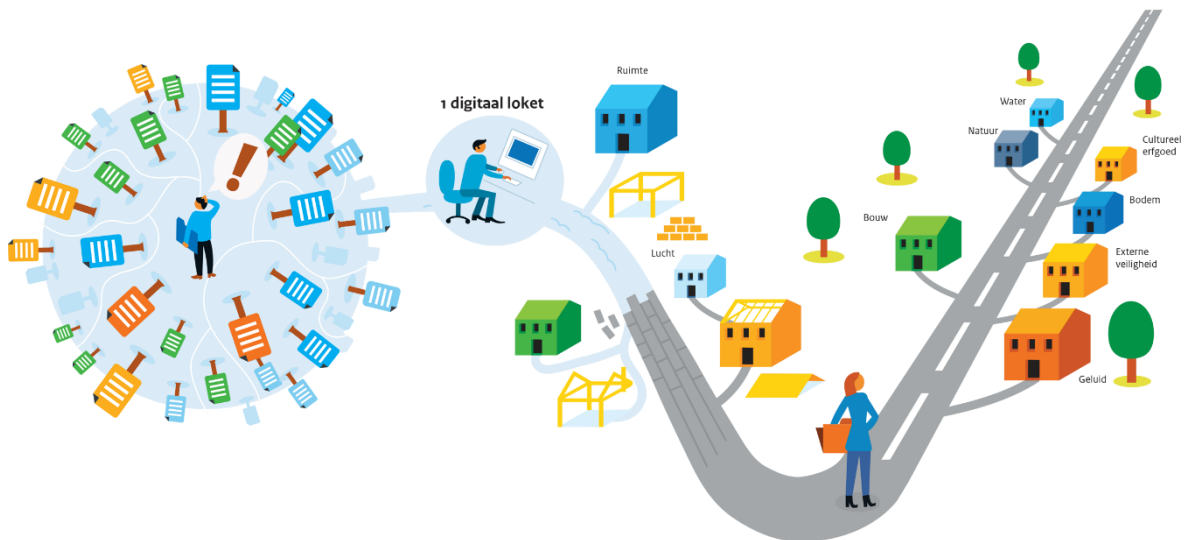 1 digitaal loket
Ruimte
Lucht
Bouw
Water
Natuur
Cultureel
erfgoed
Bodem
Externe
veiligheid
Geluid